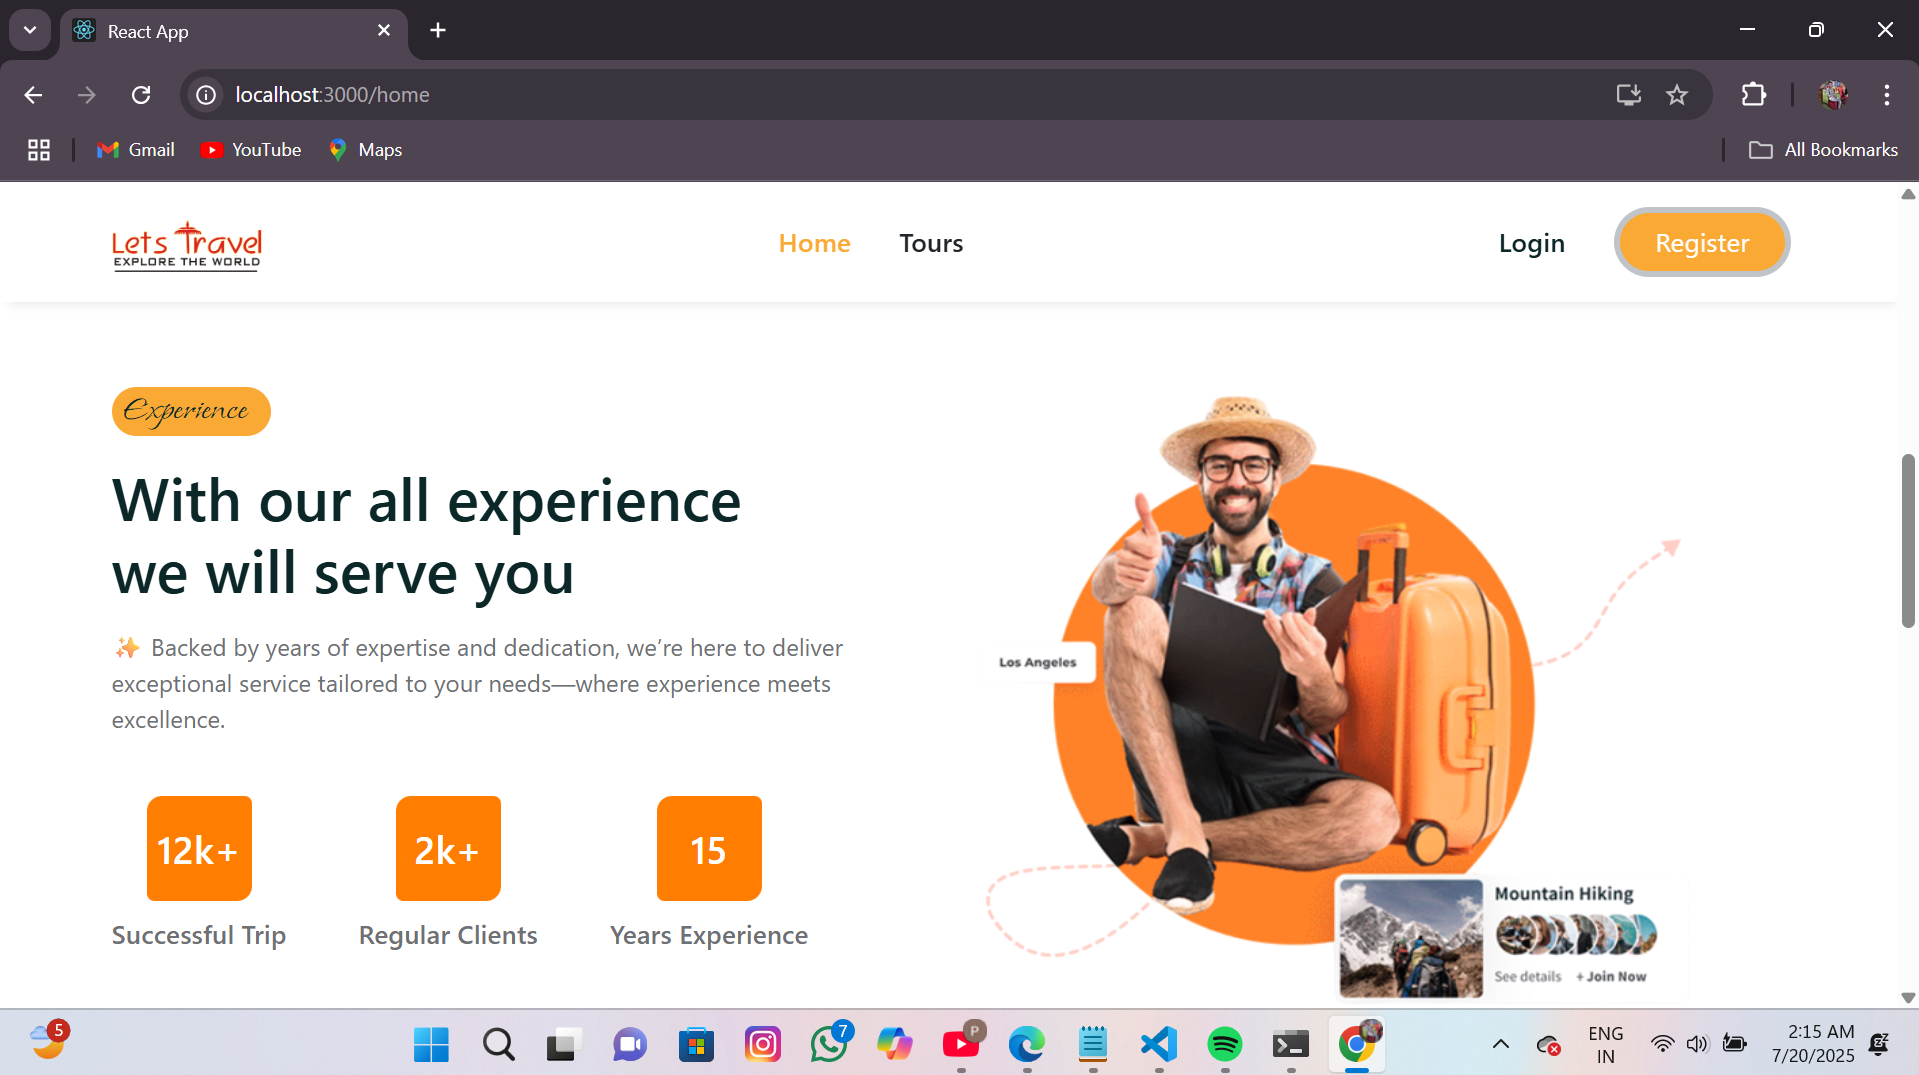 React App
localhost:3000/home
Gmail
YouTube
Maps
All Bookmarks
Lets Travel
EXPLORE THE WORLD
Home
Tours
Login
Register
Experience
With our all experience
we will serve you
✨ Backed by years of expertise and dedication, we’re here to deliver
exceptional service tailored to your needs—where experience meets
excellence.
12k+
2k+
15
Successful Trip
Regular Clients
Years Experience
Los Angeles
Mountain Hiking
See details
+ Join Now
5
7
P
ENG
IN
2:15 AM
7/20/2025